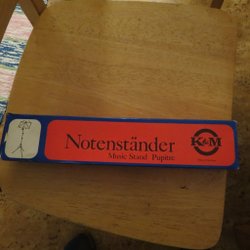 Notenständer
Music Stand Pupitre
K&M